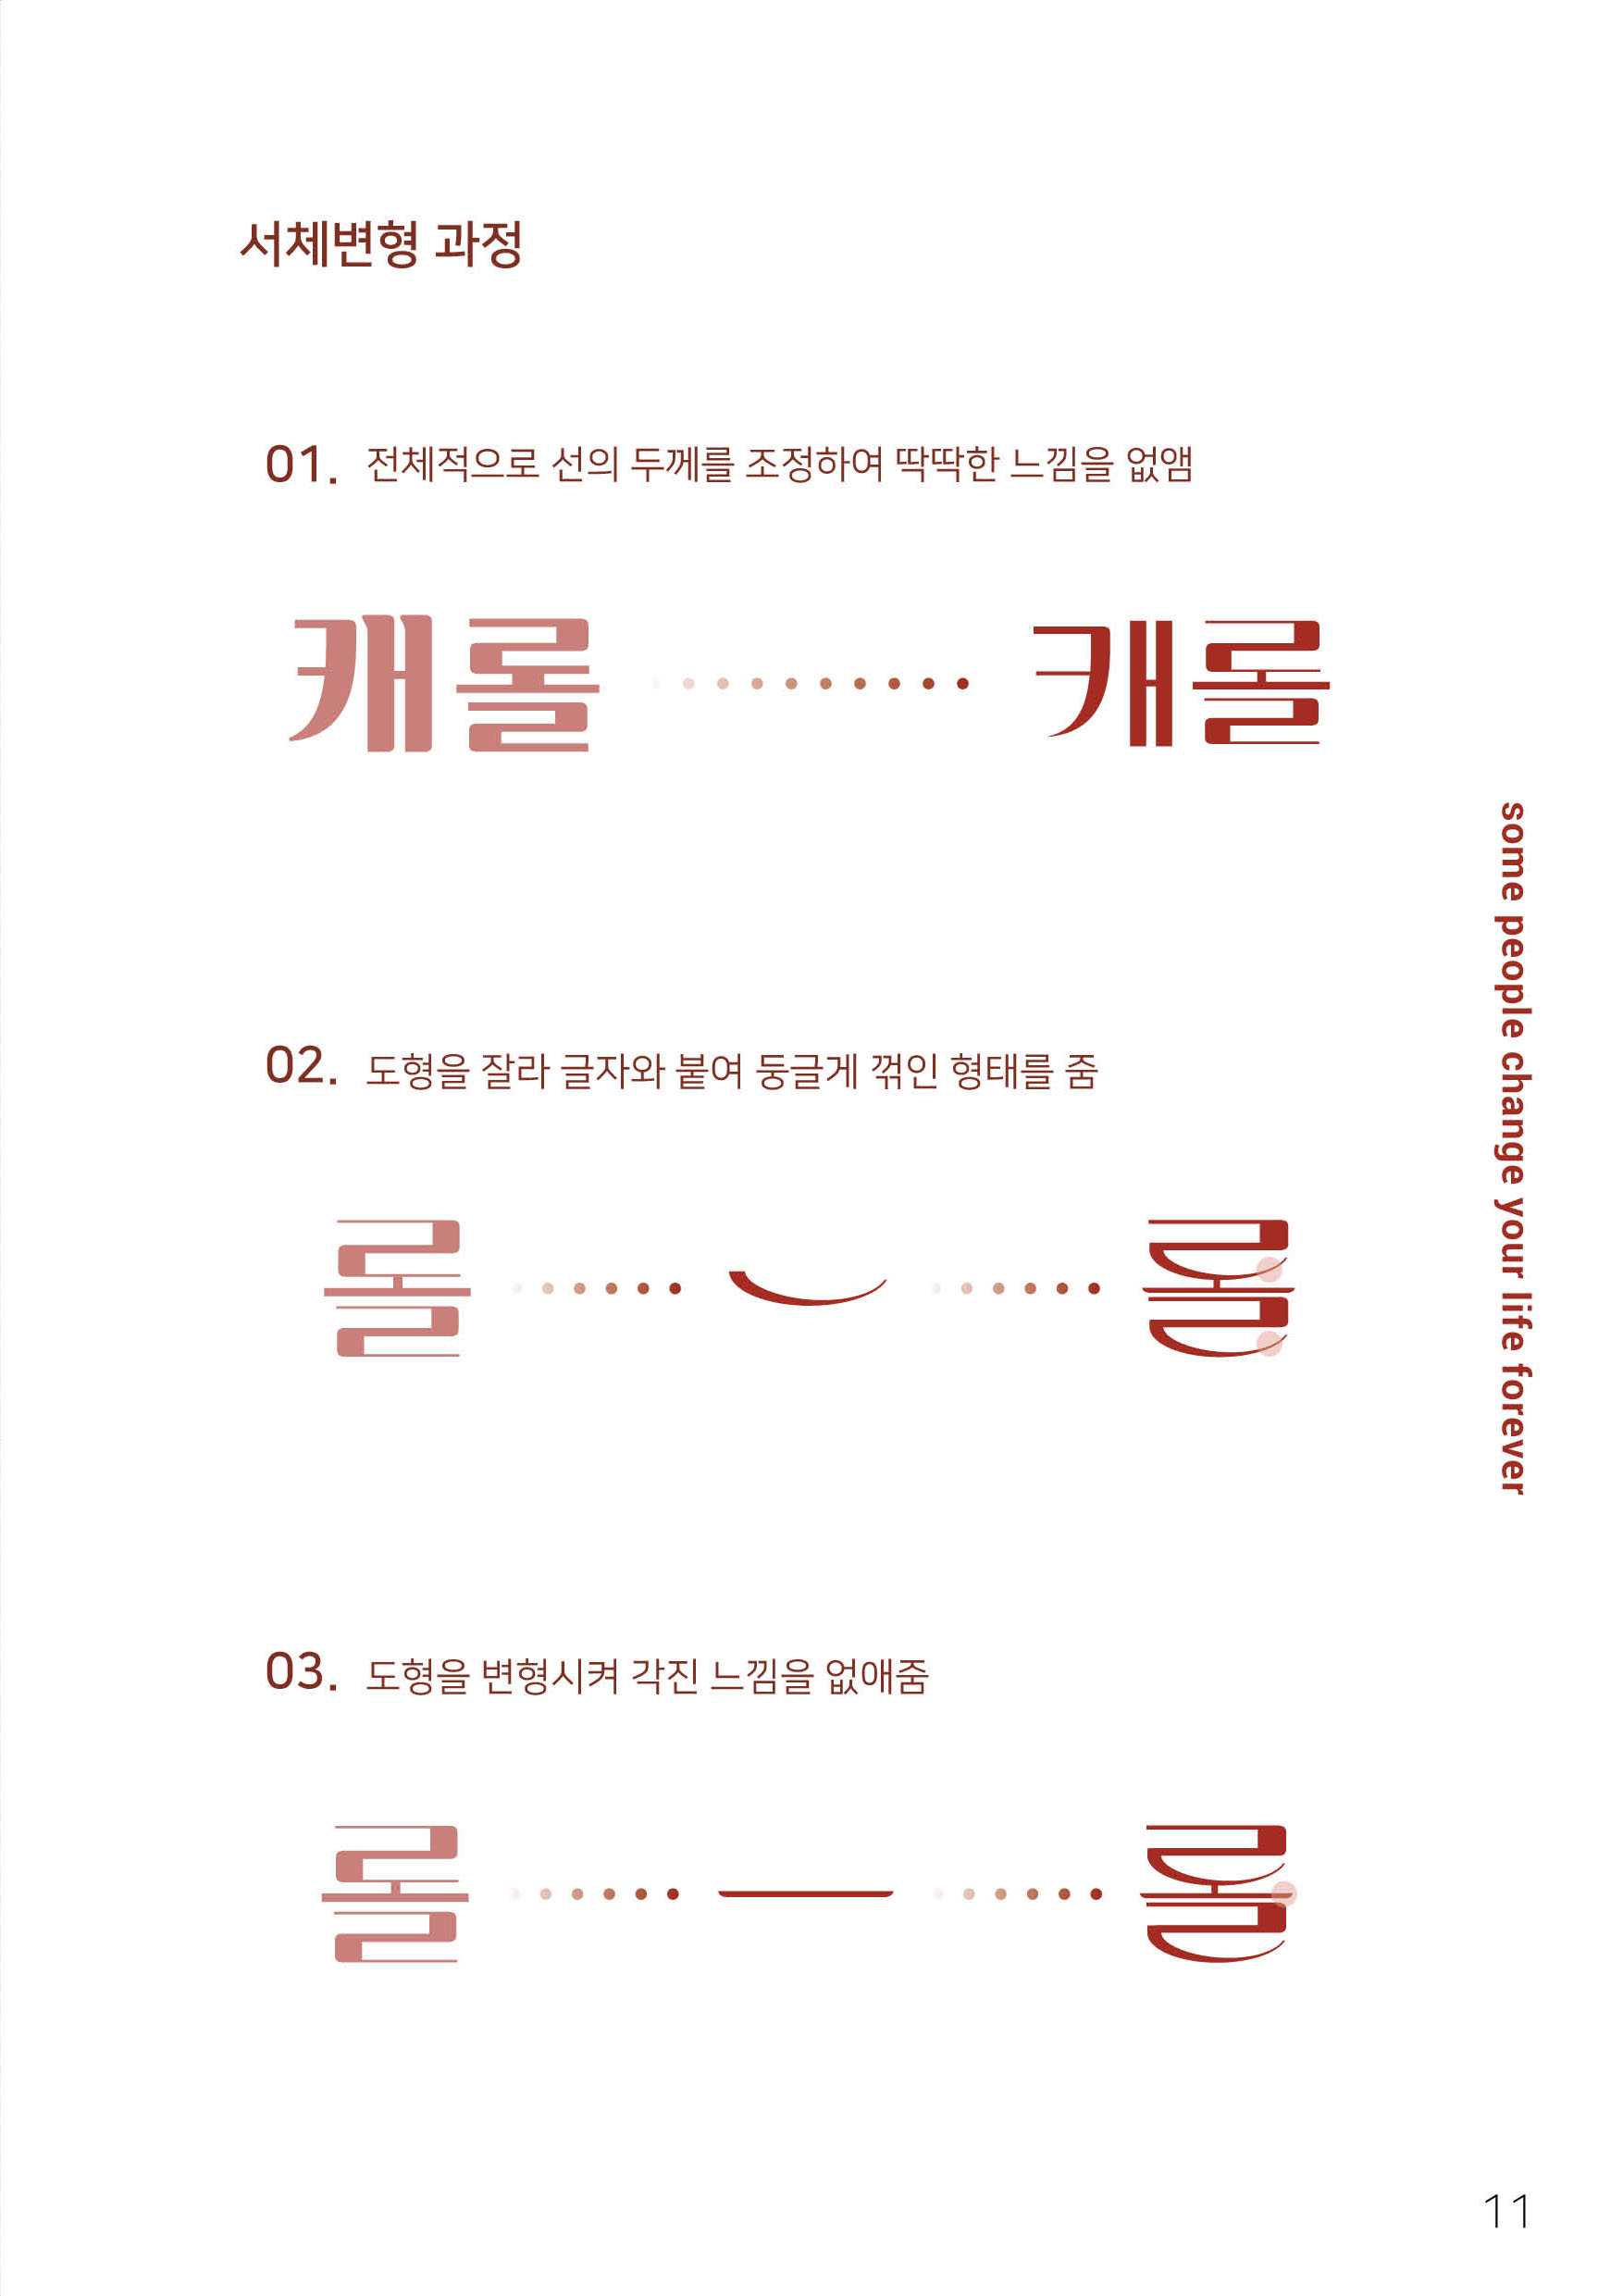 서체변형 과정
01. 전체적으로 선의 두께를 조정하여 딱딱한 느낌을 없앰
캐롤 캐롤
02. 도형을 잘라 글자와 붙여 둥글게 꺾인 형태를 줌
롤 롤
03. 도형을 변형시켜 각진 느낌을 없애줌
롤 롤
some people change your life forever
11